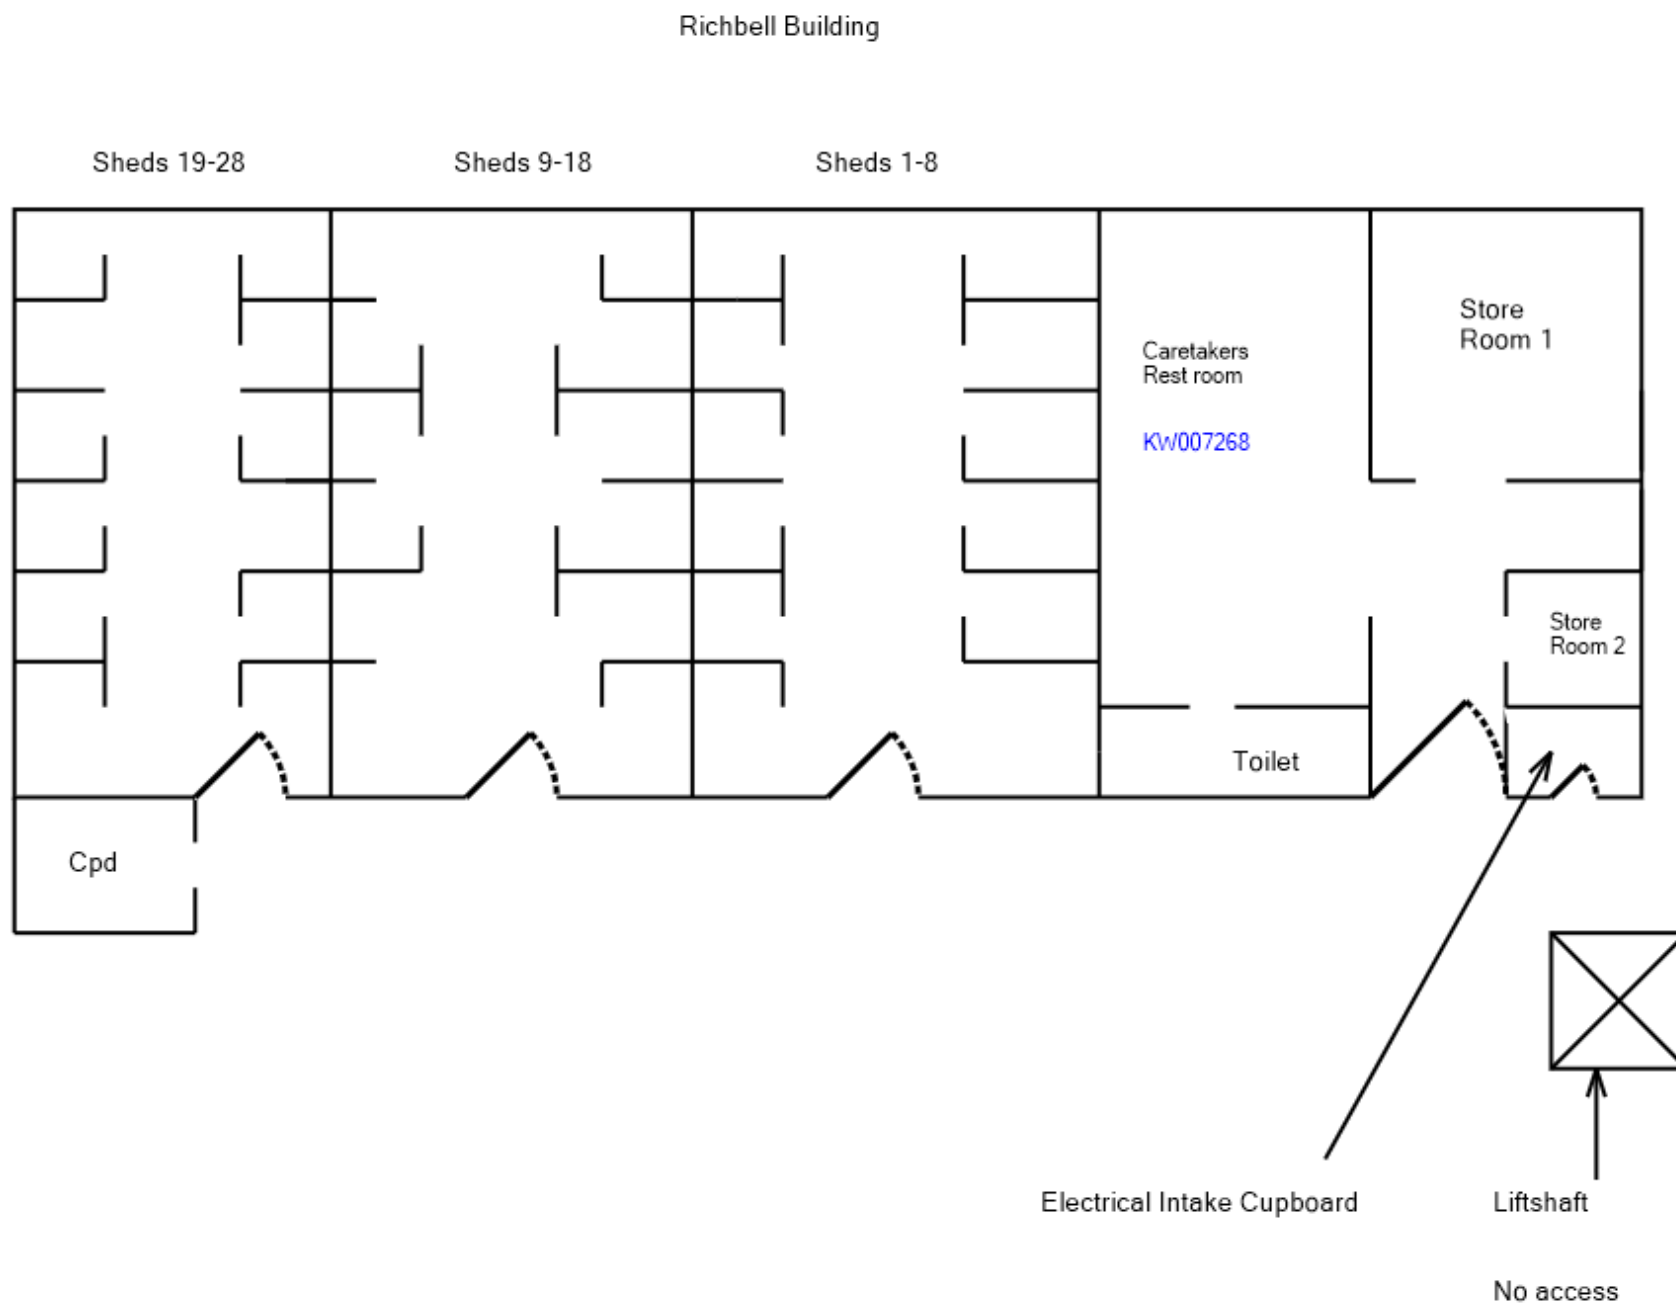 Richbell Building
Sheds 19-28
Sheds 9-18
Sheds 1-8
Store
Room 1
Caretakers
Rest room
KW007268
Store
Room 2
Toilet
Cpd
Electrical Intake Cupboard
Liftshaft
No access